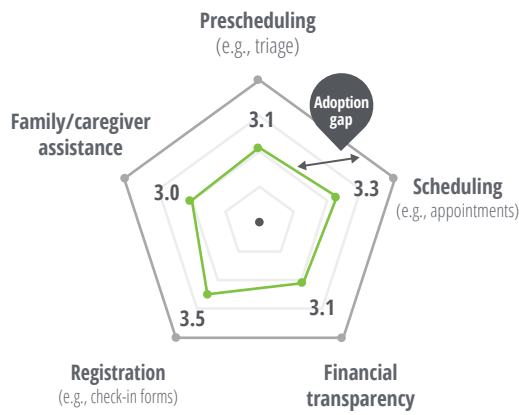 Prescheduling
(e.g., triage)
Adoption
gap
3.1
Family/caregiver
assistance
3.0
3.3
Scheduling
(e.g., appointments)
3.5
3.1
Registration
(e.g., check-in forms)
Financial
transparency